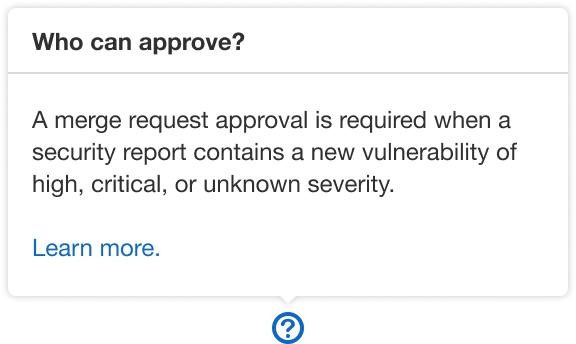 Who can approve?
A merge request approval is required when a
security report contains a new vulnerability of
high, critical, or unknown severity.
Learn more.
?